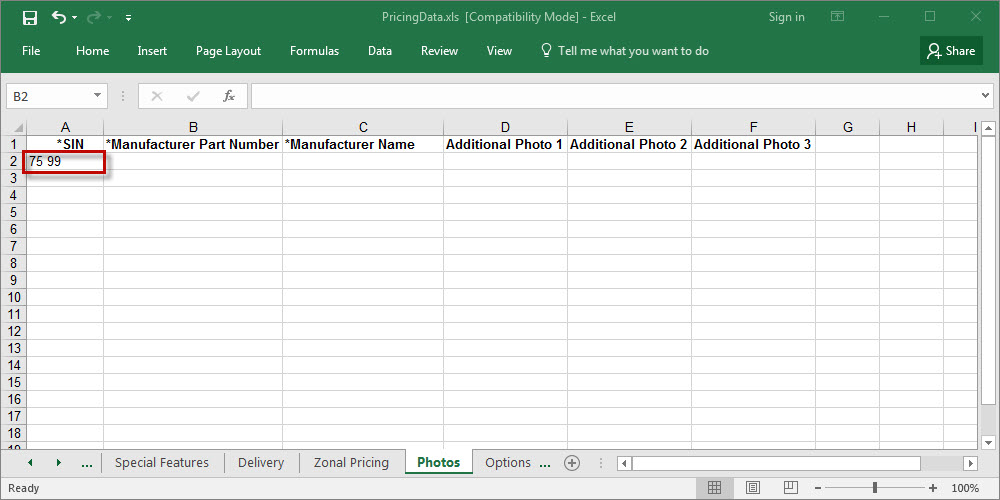 PricingData.xls [Compatibility Mode] - Excel
Sign in
File Home Insert Page Layout Formulas Data Review View Tell me what you want to do Share
B2 fx
A B C D E F G H I
1 *SIN *Manufacturer Part Number *Manufacturer Name Additional Photo 1 Additional Photo 2 Additional Photo 3
2 75 99
3
4
5
6
7
8
9
10
11
12
13
14
15
16
17
18
19
... Special Features Delivery Zonal Pricing Photos Options ...
Ready 100%